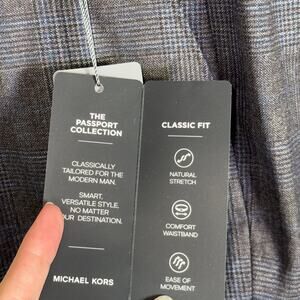 THE
PASSPORT
COLLECTION
CLASSICALLY
TAILORED FOR THE
MODERN MAN.
SMART,
VERSATILE STYLE,
NO MATTER
OUR DESTINATION.
MICHAEL KORS
CLASSIC FIT
NATURAL
STRETCH
COMFORT
WAISTBAND
EASE OF
MOVEMENT